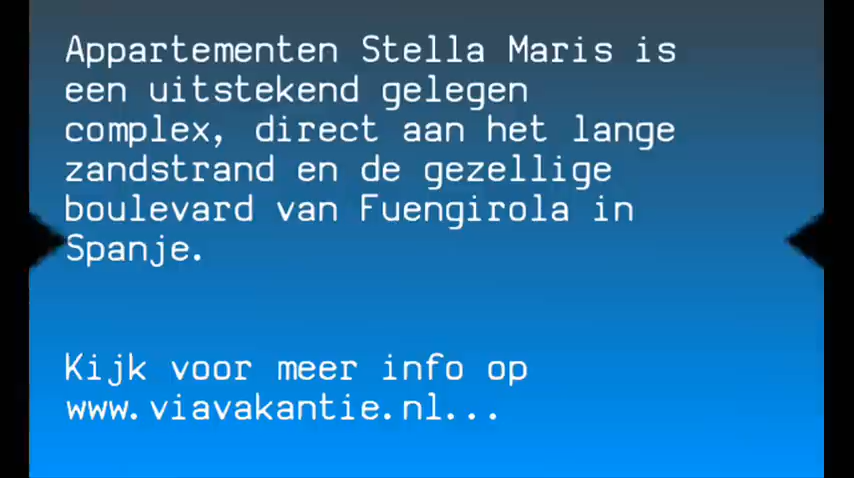 Appartementen Stella Maris is
een uitstekend gelegen
complex, direct aan het lange
zandstrand en de gezellige
boulevard van Fuengirola in
Spanje.
Kijk voor meer info op
www.viavakantie.nl...